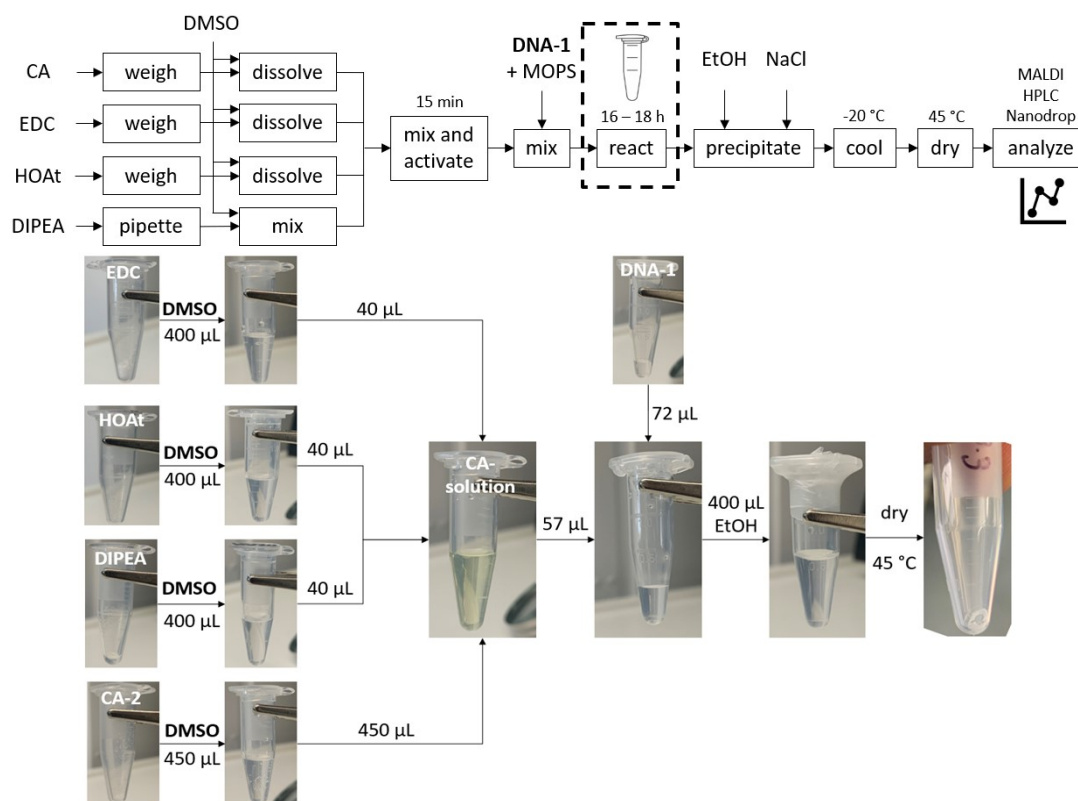 DMSO
CA
weigh
dissolve
EDC
weigh
dissolve
HOAt
weigh
dissolve
DIPEA
pipette
mix
15 min
mix and
activate
DNA-1
+ MOPS
mix
16 – 18 h
react
EtOH
NaCl
precipitate
-20 °C
cool
45 °C
dry
MALDI
HPLC
Nanodrop
analyze
EDC
DMSO
400 µL
40 µL
DNA-1
72 µL
HOAt
DMSO
400 µL
40 µL
CA-
solution
57 µL
400 µL
EtOH
dry
45 °C
DIPEA
DMSO
400 µL
40 µL
CA-2
DMSO
450 µL
450 µL